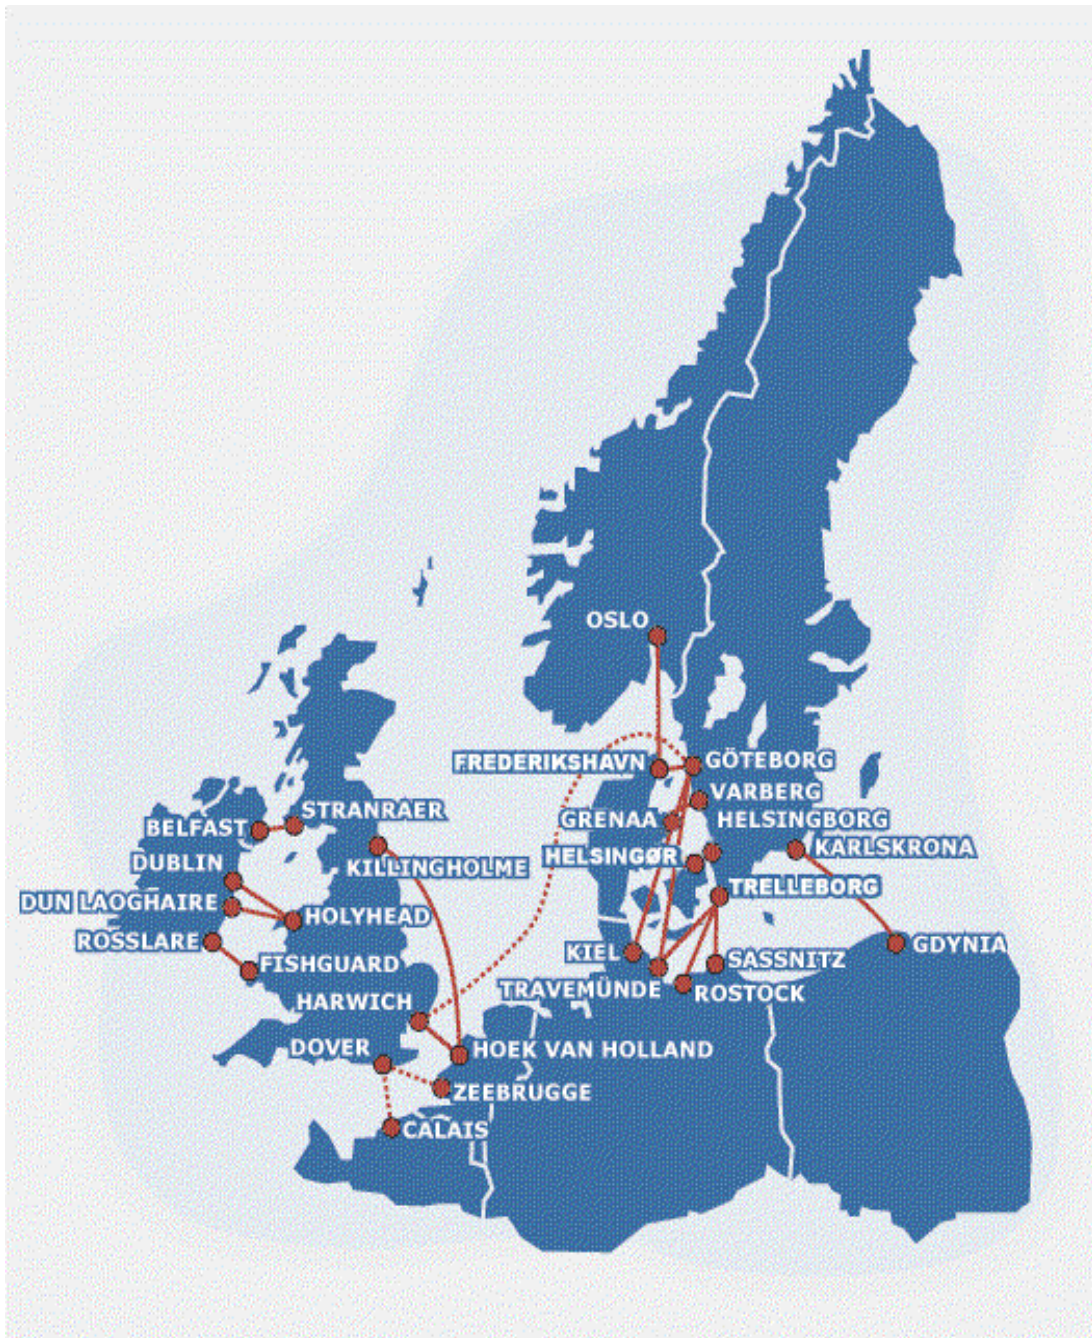 OSLO
FREDERIKSHAVN
GÖTEBORG
VARBERG
GRENAA
HELSINGBORG
STRANRAER
BELFAST
KARLSKRONA
HELSINGØR
DUBLIN
KILLINGHOLME
TRELLEBORG
DUN LAOGHAIRE
HOLYHEAD
ROSSLARE
GDYNIA
KIEL
SASSNITZ
FISHGUARD
TRAVEMÜNDE
ROSTOCK
HARWICH
DOVER
HOEK VAN HOLLAND
ZEEBRUGGE
CALAIS